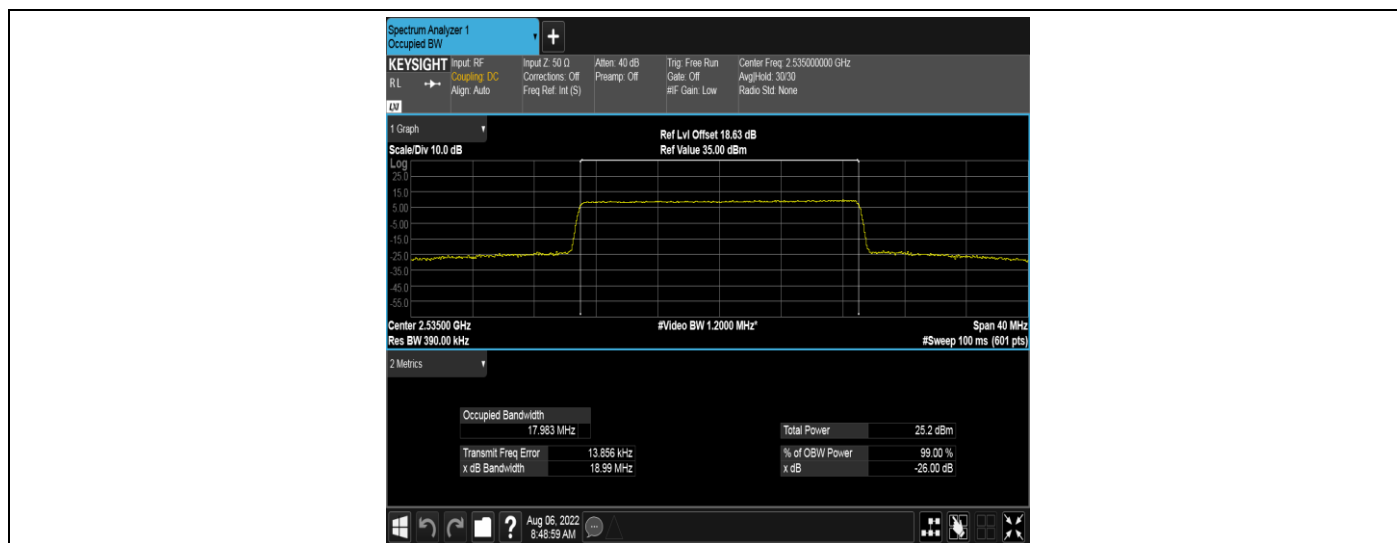 Spectrum Analyzer 1
Occupied BW
+
KEYSIGHT
RL
LXI
Input: RF
Coupling: DC
Align: Auto
Input Z: 50 Ω
Corrections: Off
Freq Ref: Int (S)
Atten: 40 dB
Preamp: Off
Trig: Free Run
Gate: Off
#IF Gain: Low
Center Freq: 2.535000000 GHz
Avg|Hold: 30/30
Radio Std: None
1 Graph
Scale/Div 10.0 dB
Ref Lvl Offset 18.63 dB
Ref Value 35.00 dBm
Log
25.0
15.0
5.00
-5.00
-15.0
-25.0
-35.0
-45.0
-55.0
Center 2.53500 GHz
#Video BW 1.2000 MHz*
Span 40 MHz
Res BW 390.00 kHz
#Sweep 100 ms (601 pts)
2 Metrics
Occupied Bandwidth
17.983 MHz
Total Power 25.2 dBm
Transmit Freq Error 13.856 kHz
% of OBW Power 99.00 %
x dB Bandwidth 18.99 MHz
x dB -26.00 dB
?
Aug 06, 2022
8:48:59 AM